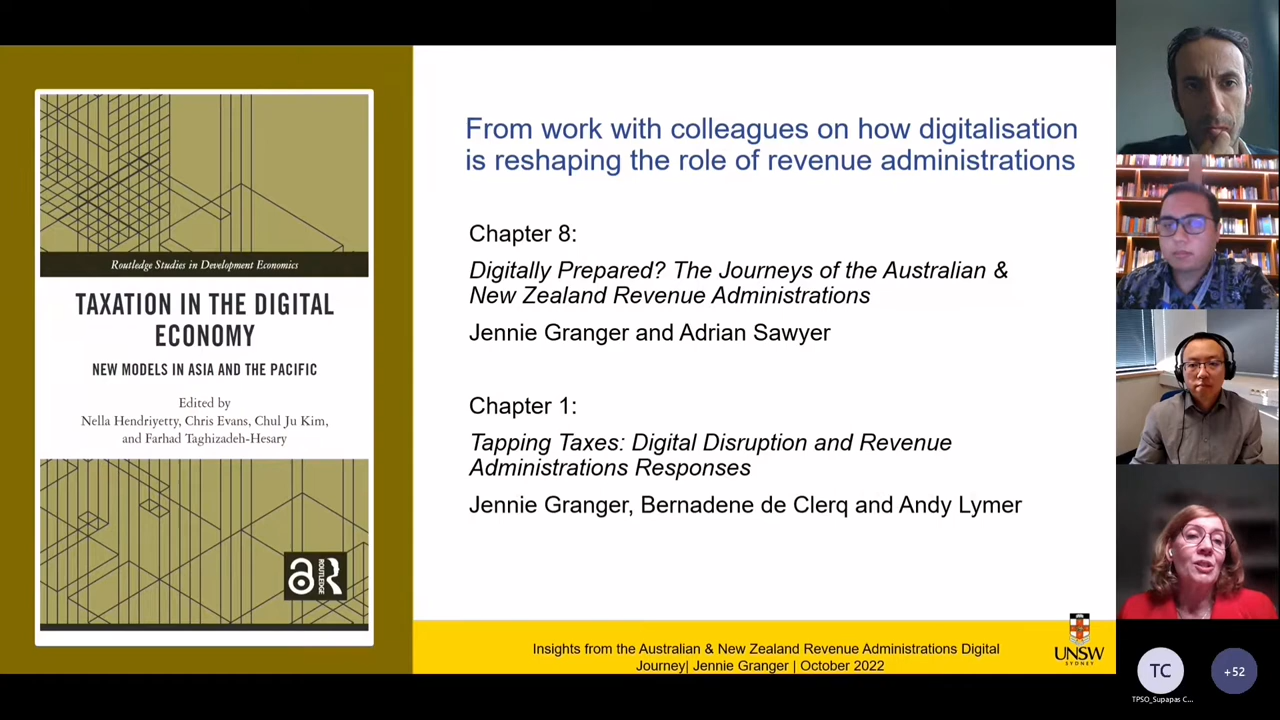 Routledge Studies in Development Economics
TAXATION IN THE DIGITAL
ECONOMY
NEW MODELS IN ASIA AND THE PACIFIC
Edited by
Nella Hendriyetty, Chris Evans, Chul Ju Kim,
and Farhad Taghizadeh-Hesary
ROUTLEDGE
From work with colleagues on how digitalisation
is reshaping the role of revenue administrations
Chapter 8:
Digitally Prepared? The Journeys of the Australian &
New Zealand Revenue Administrations
Jennie Granger and Adrian Sawyer
Chapter 1:
Tapping Taxes: Digital Disruption and Revenue
Administrations Responses
Jennie Granger, Bernadene de Clerq and Andy Lymer
Insights from the Australian & New Zealand Revenue Administrations Digital
Journey| Jennie Granger | October 2022
UNSW
SYDNEY
TC
+52
TPSO_Supapas C...